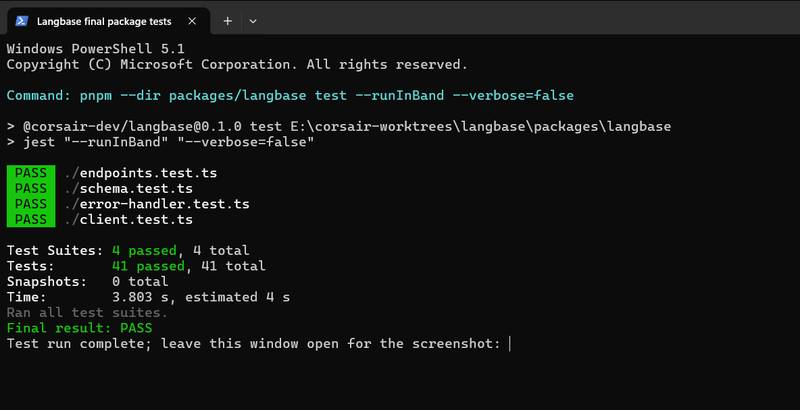 Langbase final package tests
Windows PowerShell 5.1
Copyright (C) Microsoft Corporation. All rights reserved.
Command: pnpm --dir packages/langbase test --runInBand --verbose=false
> @corsair-dev/langbase@0.1.0 test E:\corsair-worktrees\langbase\packages\langbase
> jest "--runInBand" "--verbose=false"
PASS ./endpoints.test.ts
PASS ./schema.test.ts
PASS ./error-handler.test.ts
PASS ./client.test.ts
Test Suites: 4 passed, 4 total
Tests:       41 passed, 41 total
Snapshots:   0 total
Time:        3.803 s, estimated 4 s
Ran all test suites.
Final result: PASS
Test run complete; leave this window open for the screenshot: